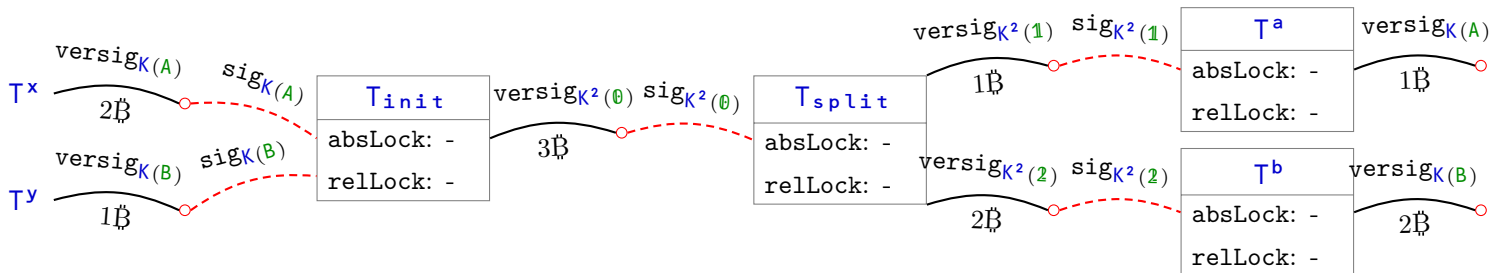 T^x
versig_K(A)
2₿
sig_K(A)
T^y
versig_K(B)
1₿
sig_K(B)
T_init
absLock: -
relLock: -
versig_K²(𝟘)
3₿
sig_K²(𝟘)
T_split
absLock: -
relLock: -
versig_K²(𝟙)
1₿
sig_K²(𝟙)
T^a
absLock: -
relLock: -
versig_K(A)
1₿
versig_K²(𝟚)
2₿
sig_K²(𝟚)
T^b
absLock: -
relLock: -
versig_K(B)
2₿